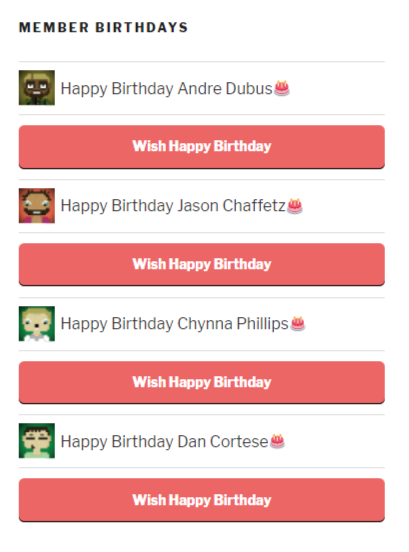 MEMBER BIRTHDAYS
Happy Birthday Andre Dubus🎂
Wish Happy Birthday
Happy Birthday Jason Chaffetz🎂
Wish Happy Birthday
Happy Birthday Chynna Phillips🎂
Wish Happy Birthday
Happy Birthday Dan Cortese🎂
Wish Happy Birthday